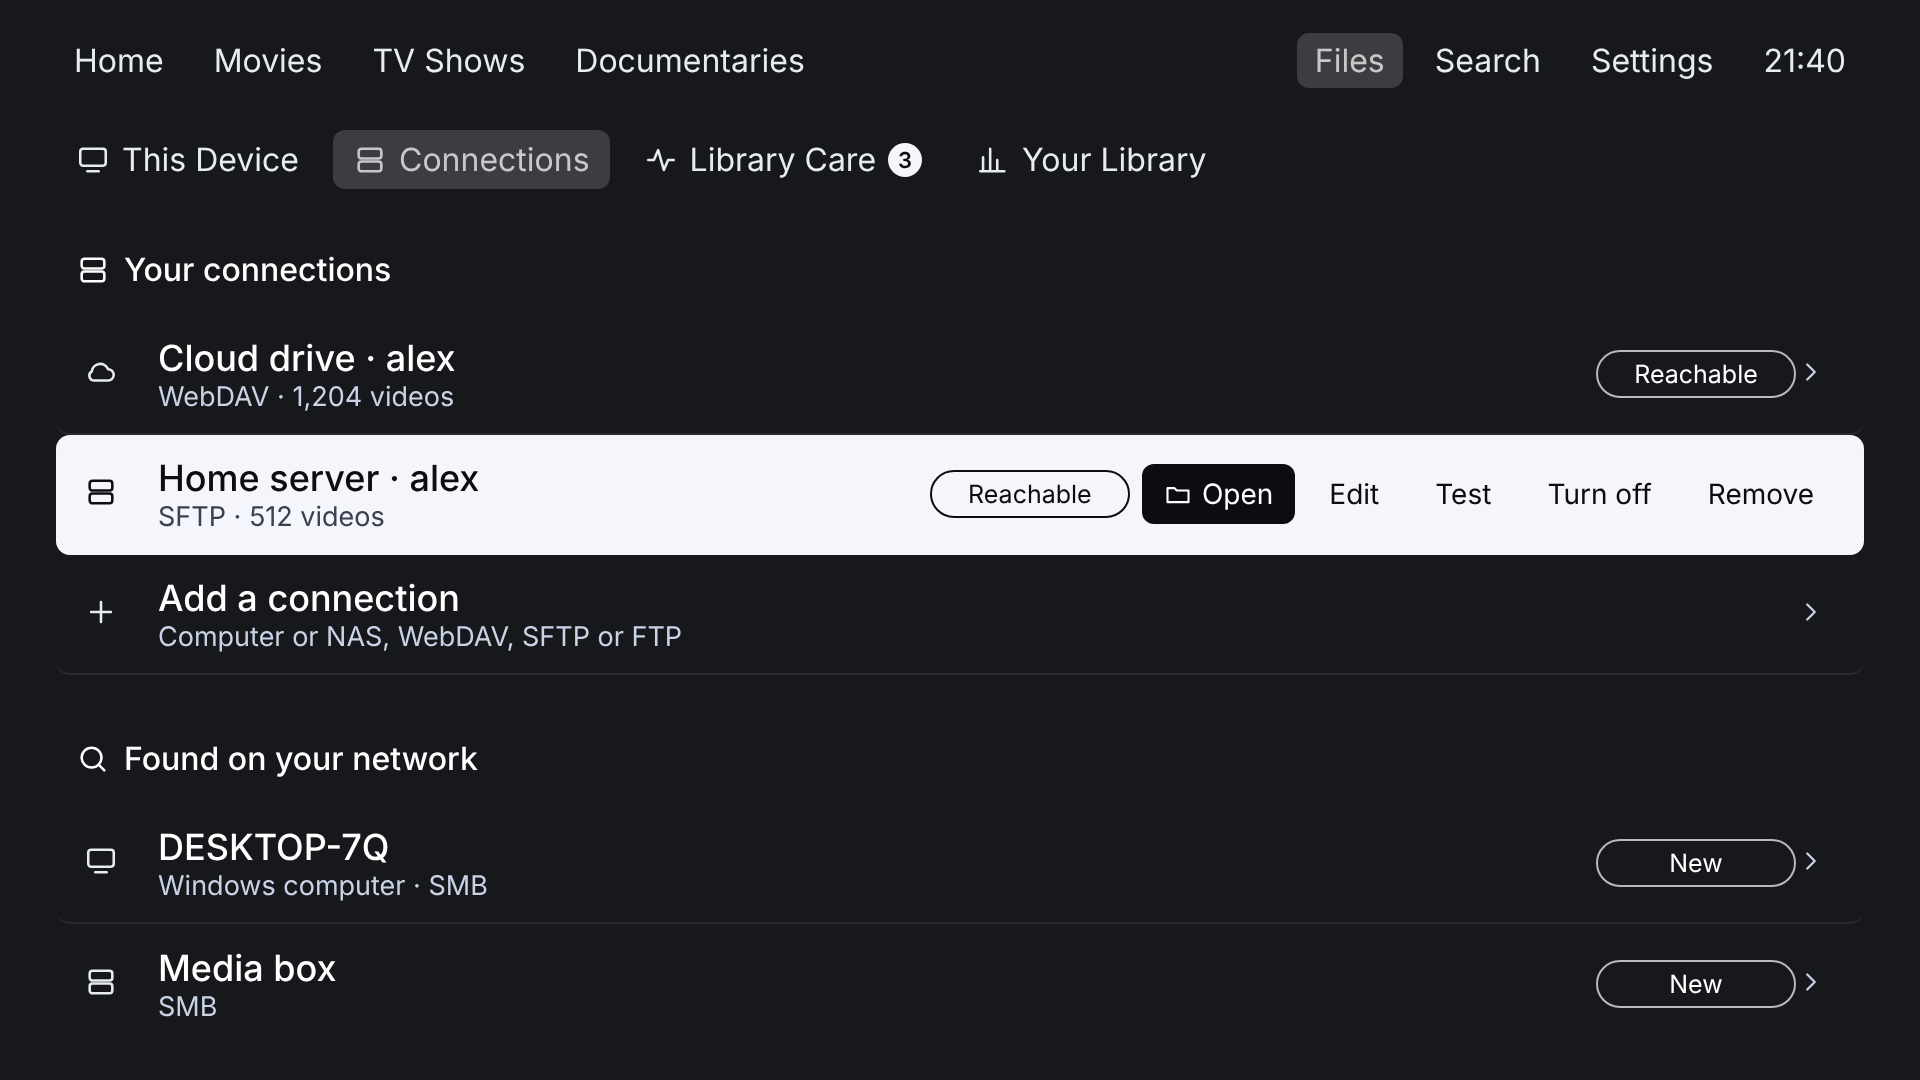 Home Movies TV Shows Documentaries Files Search Settings 21:40
This Device Connections Library Care 3 Your Library
Your connections
Cloud drive · alex
WebDAV · 1,204 videos
Reachable
Home server · alex
SFTP · 512 videos
Reachable Open Edit Test Turn off Remove
Add a connection
Computer or NAS, WebDAV, SFTP or FTP
Found on your network
DESKTOP-7Q
Windows computer · SMB
New
Media box
SMB
New